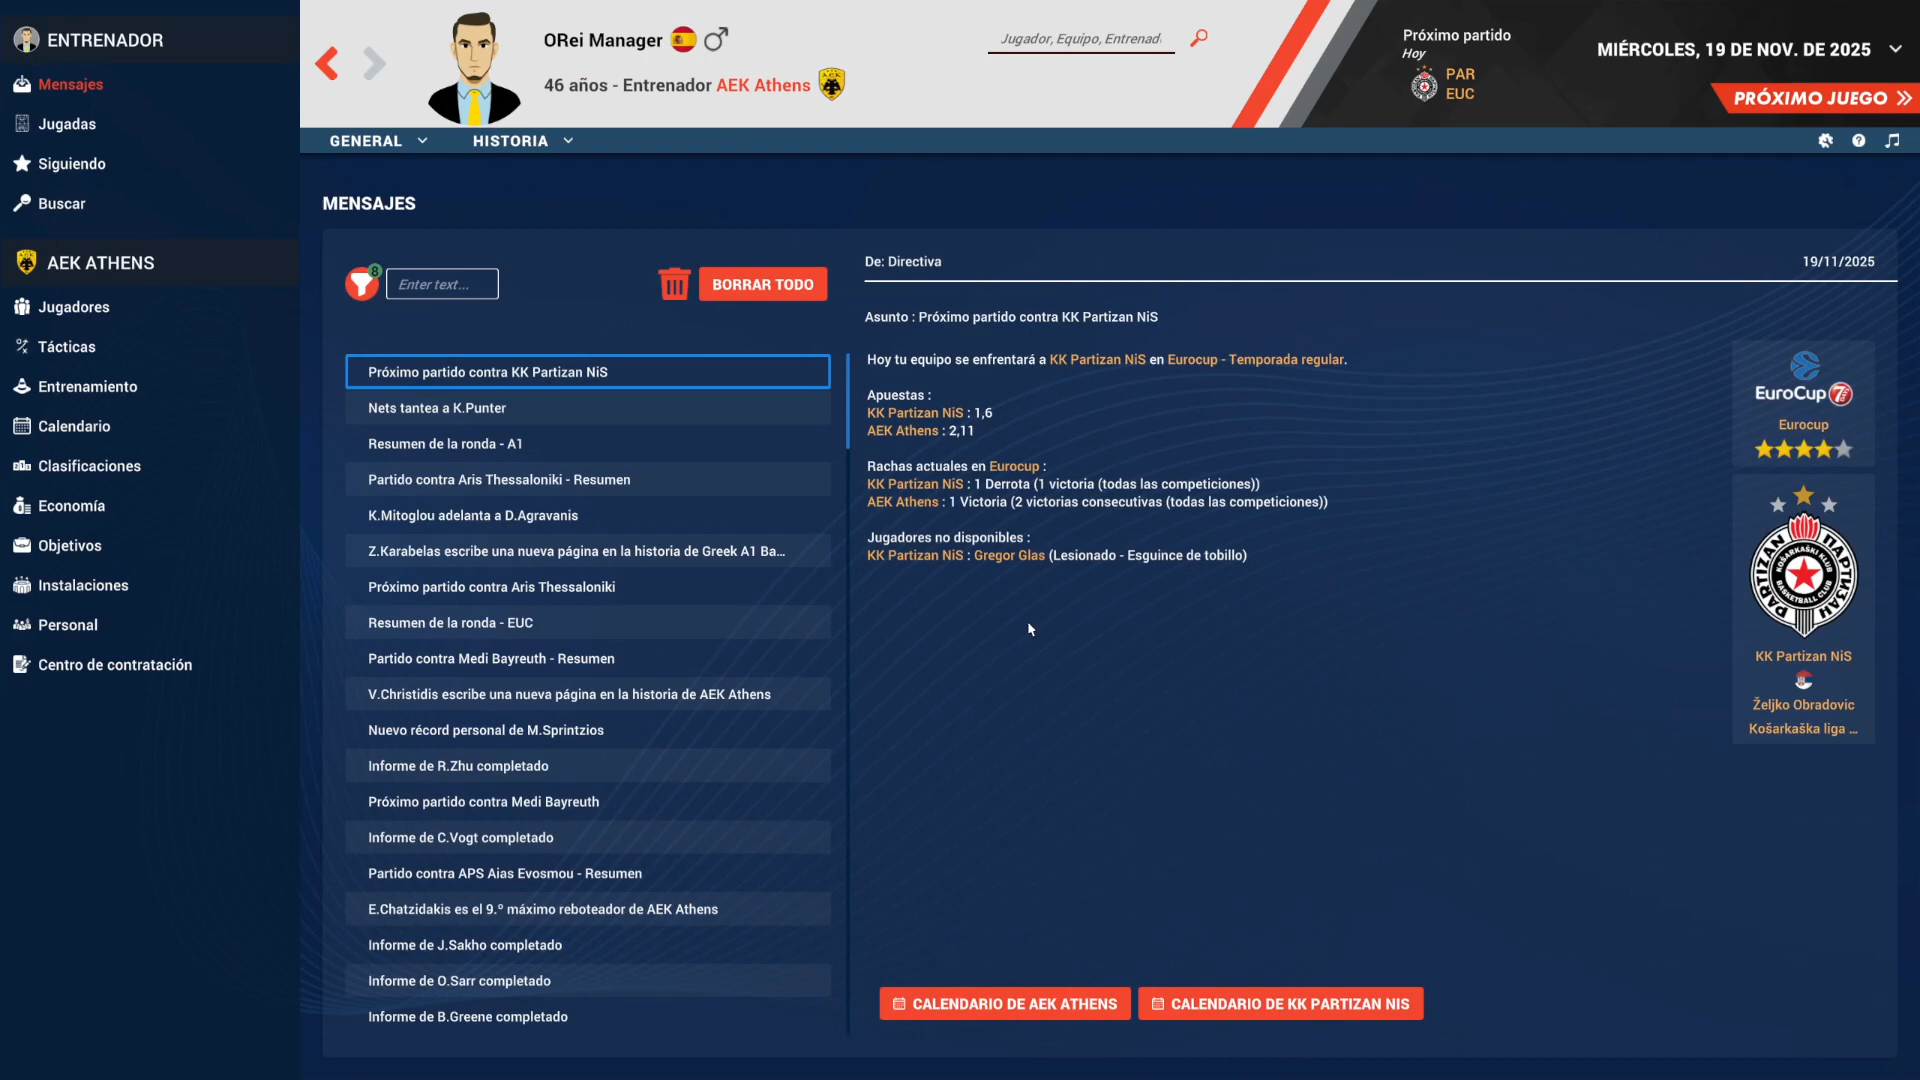 ENTRENADOR
Mensajes
Jugadas
Siguiendo
Buscar
AEK ATHENS
Jugadores
Tácticas
Entrenamiento
Calendario
Clasificaciones
Economía
Objetivos
Instalaciones
Personal
Centro de contratación
ORei Manager
46 años - Entrenador AEK Athens
Jugador, Equipo, Entrenad
Próximo partido
Hoy
PAR
EUC
MIÉRCOLES, 19 DE NOV. DE 2025
PRÓXIMO JUEGO
GENERAL
HISTORIA
MENSAJES
8
Enter text...
BORRAR TODO
Próximo partido contra KK Partizan NiS
Nets tantea a K.Punter
Resumen de la ronda - A1
Partido contra Aris Thessaloniki - Resumen
K.Mitoglou adelanta a D.Agravanis
Z.Karabelas escribe una nueva página en la historia de Greek A1 Ba...
Próximo partido contra Aris Thessaloniki
Resumen de la ronda - EUC
Partido contra Medi Bayreuth - Resumen
V.Christidis escribe una nueva página en la historia de AEK Athens
Nuevo récord personal de M.Sprintzios
Informe de R.Zhu completado
Próximo partido contra Medi Bayreuth
Informe de C.Vogt completado
Partido contra APS Aias Evosmou - Resumen
E.Chatzidakis es el 9.º máximo reboteador de AEK Athens
Informe de J.Sakho completado
Informe de O.Sarr completado
Informe de B.Greene completado
De: Directiva
19/11/2025
Asunto : Próximo partido contra KK Partizan NiS
Hoy tu equipo se enfrentará a KK Partizan NiS en Eurocup - Temporada regular.
Apuestas :
KK Partizan NiS : 1,6
AEK Athens : 2,11
Rachas actuales en Eurocup :
KK Partizan NiS : 1 Derrota (1 victoria (todas las competiciones))
AEK Athens : 1 Victoria (2 victorias consecutivas (todas las competiciones))
Jugadores no disponibles :
KK Partizan NiS : Gregor Glas (Lesionado - Esguince de tobillo)
EuroCup 7
Eurocup
ПАРТИЗАН PARTIZAN
KOŠARKAŠKI KLUB
BASKETBALL CLUB
KK Partizan NiS
Željko Obradovic
Košarkaška liga ...
CALENDARIO DE AEK ATHENS
CALENDARIO DE KK PARTIZAN NIS